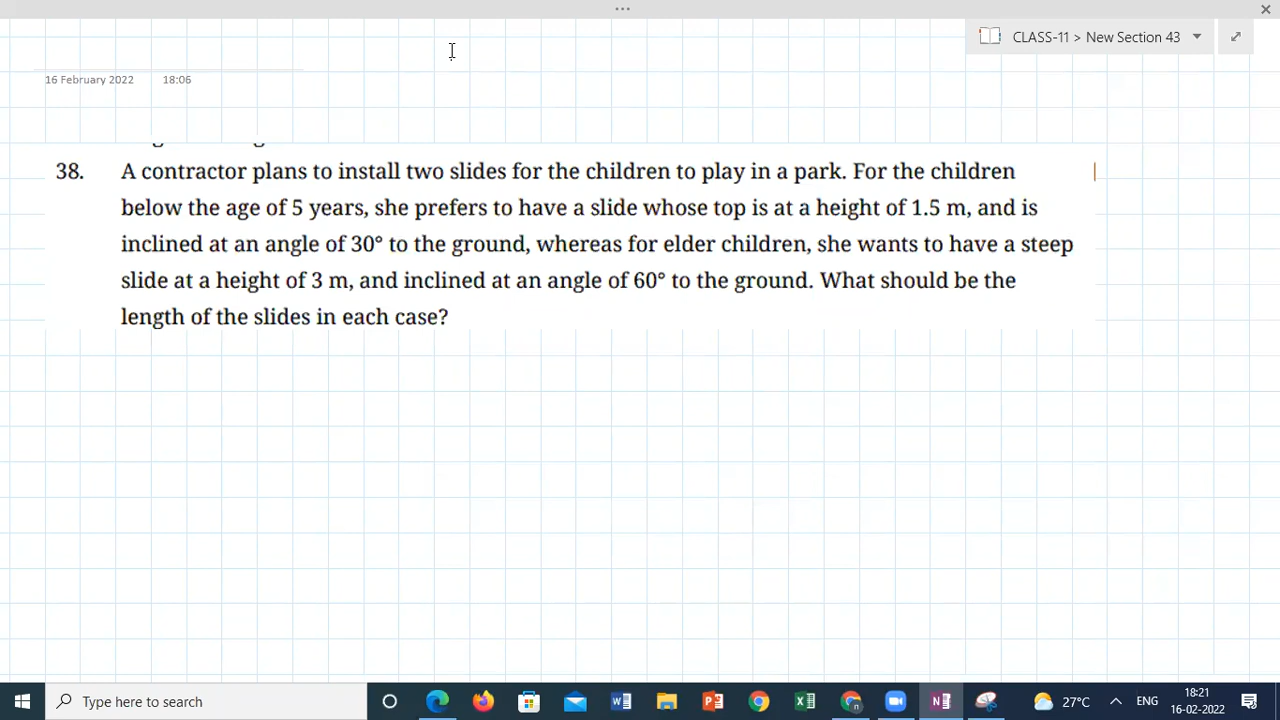 CLASS-11 > New Section 43
16 February 2022 18:06
38. A contractor plans to install two slides for the children to play in a park. For the children
below the age of 5 years, she prefers to have a slide whose top is at a height of 1.5 m, and is
inclined at an angle of 30° to the ground, whereas for elder children, she wants to have a steep
slide at a height of 3 m, and inclined at an angle of 60° to the ground. What should be the
length of the slides in each case?
Type here to search
27°C
ENG
18:21
16-02-2022